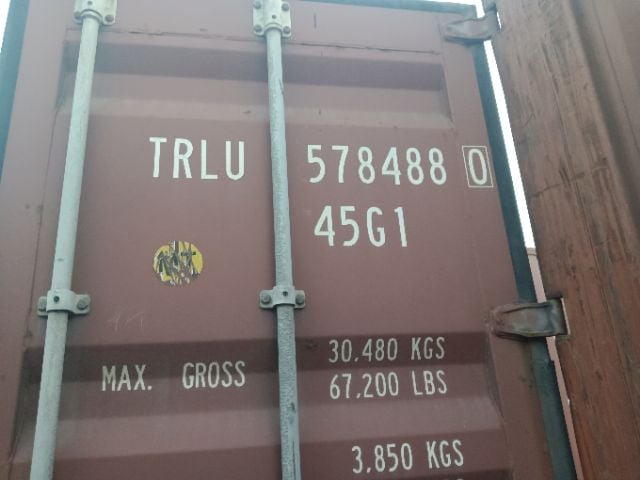 TRLU 578488 0
45G1
MAX. GROSS 30.480 KGS
67.200 LBS
3.850 KGS